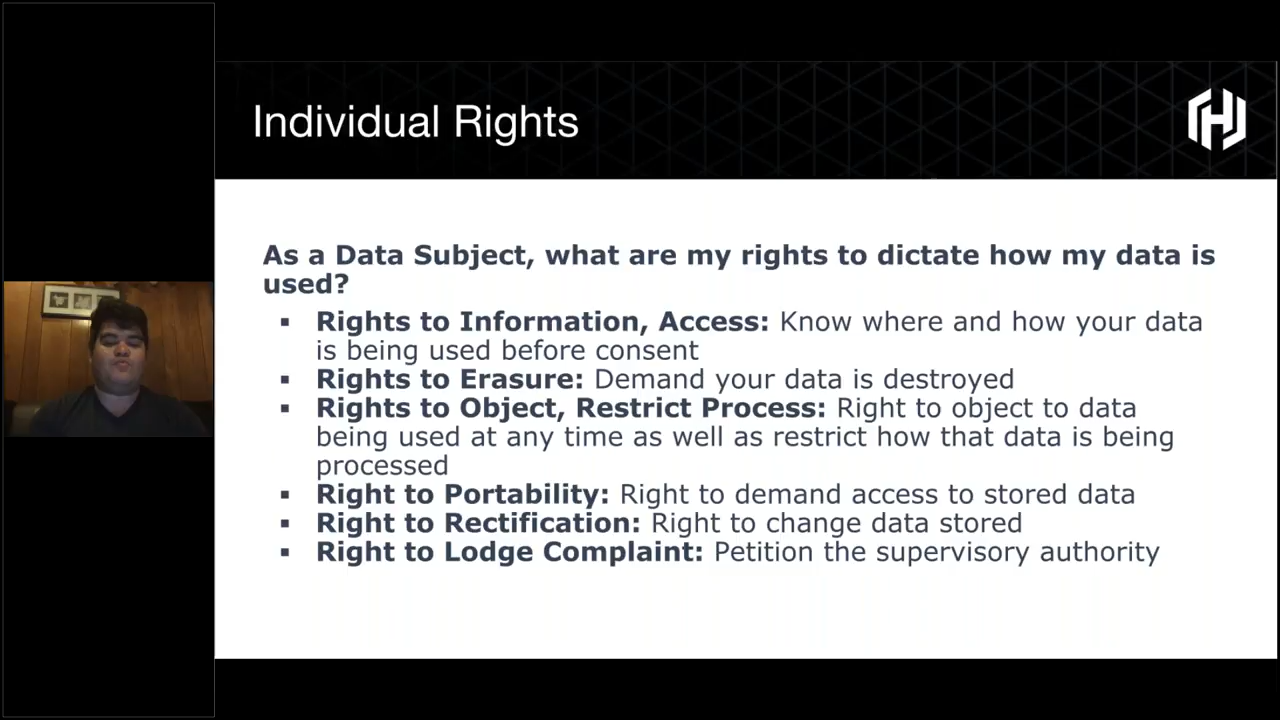 Individual Rights
As a Data Subject, what are my rights to dictate how my data is
used?
▪ Rights to Information, Access: Know where and how your data
is being used before consent
▪ Rights to Erasure: Demand your data is destroyed
▪ Rights to Object, Restrict Process: Right to object to data
being used at any time as well as restrict how that data is being
processed
▪ Right to Portability: Right to demand access to stored data
▪ Right to Rectification: Right to change data stored
▪ Right to Lodge Complaint: Petition the supervisory authority